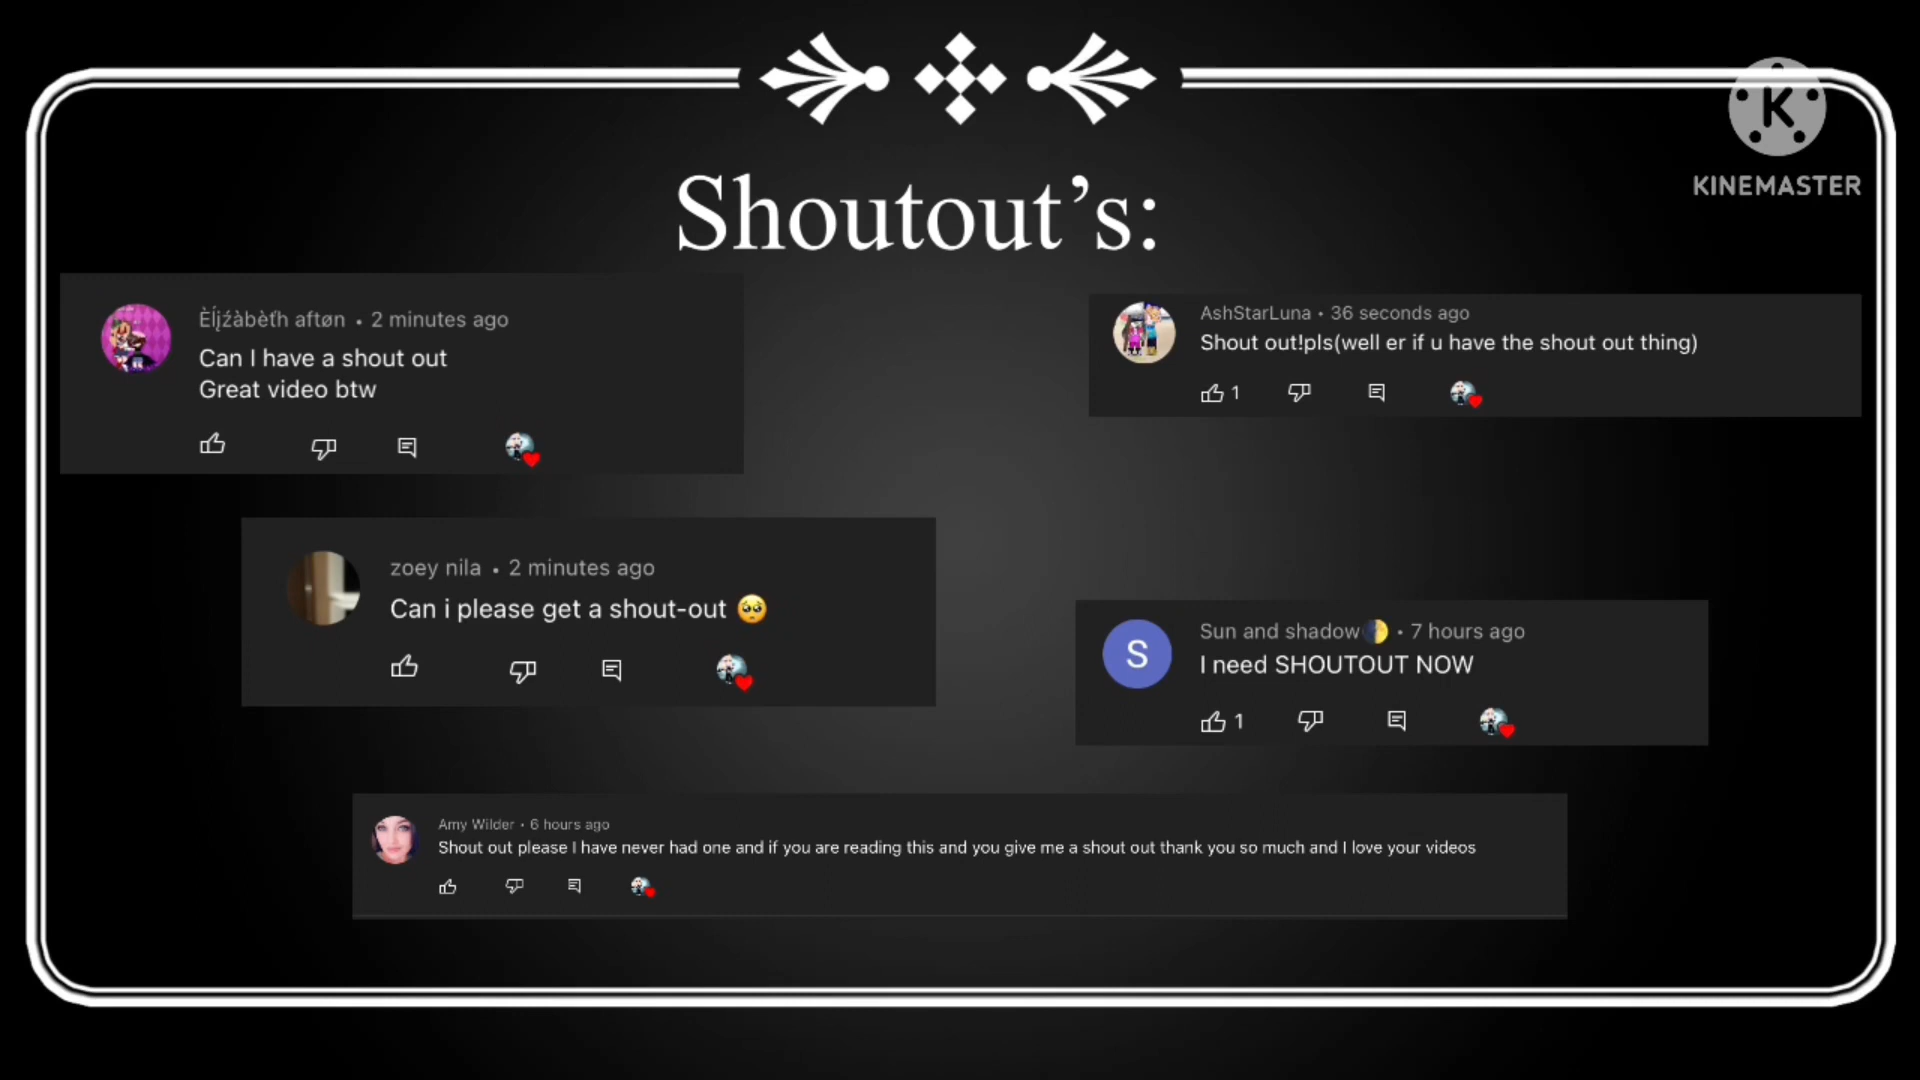 K
KINEMASTER
Shoutout’s:
Èĺįźàbèťh aftøn • 2 minutes ago
Can I have a shout out
Great video btw
AshStarLuna • 36 seconds ago
Shout out!pls(well er if u have the shout out thing)
1
zoey nila • 2 minutes ago
Can i please get a shout-out 🥺
S
Sun and shadow🌓 • 7 hours ago
I need SHOUTOUT NOW
1
Amy Wilder • 6 hours ago
Shout out please I have never had one and if you are reading this and you give me a shout out thank you so much and I love your videos